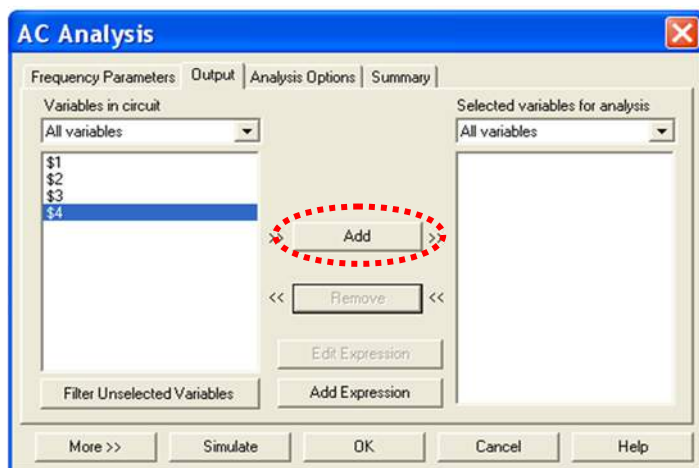 AC Analysis
Frequency Parameters Output Analysis Options Summary
Variables in circuit
All variables
$1
$2
$3
$4
Filter Unselected Variables
>> Add >>
<< Remove <<
Edit Expression
Add Expression
Selected variables for analysis
All variables
More >> Simulate OK Cancel Help